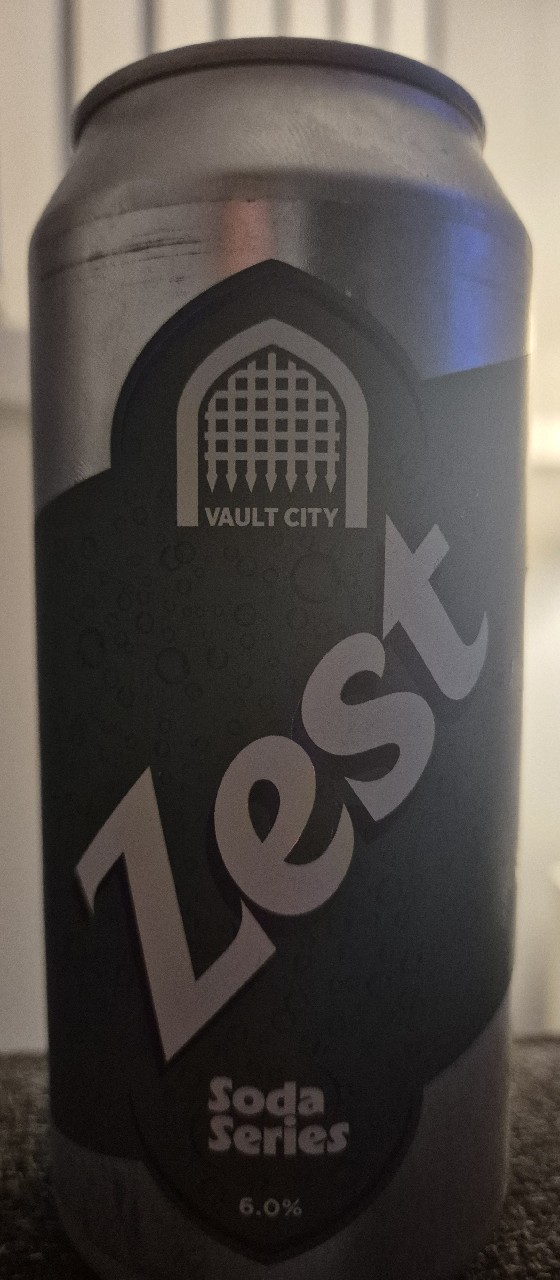 VAULT CITY
Zest
Soda
Series
6.0%